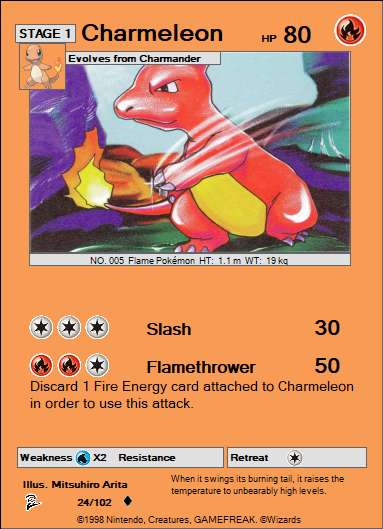 STAGE 1 Charmeleon HP 80
Evolves from Charmander
NO. 005 Flame Pokémon HT: 1.1 m WT: 19 kg
Slash 30
Flamethrower 50
Discard 1 Fire Energy card attached to Charmeleon
in order to use this attack.
Weakness X2 Resistance Retreat
Illus. Mitsuhiro Arita
24/102
When it swings its burning tail, it raises the
temperature to unbearably high levels.
©1998 Nintendo, Creatures, GAMEFREAK. ©Wizards